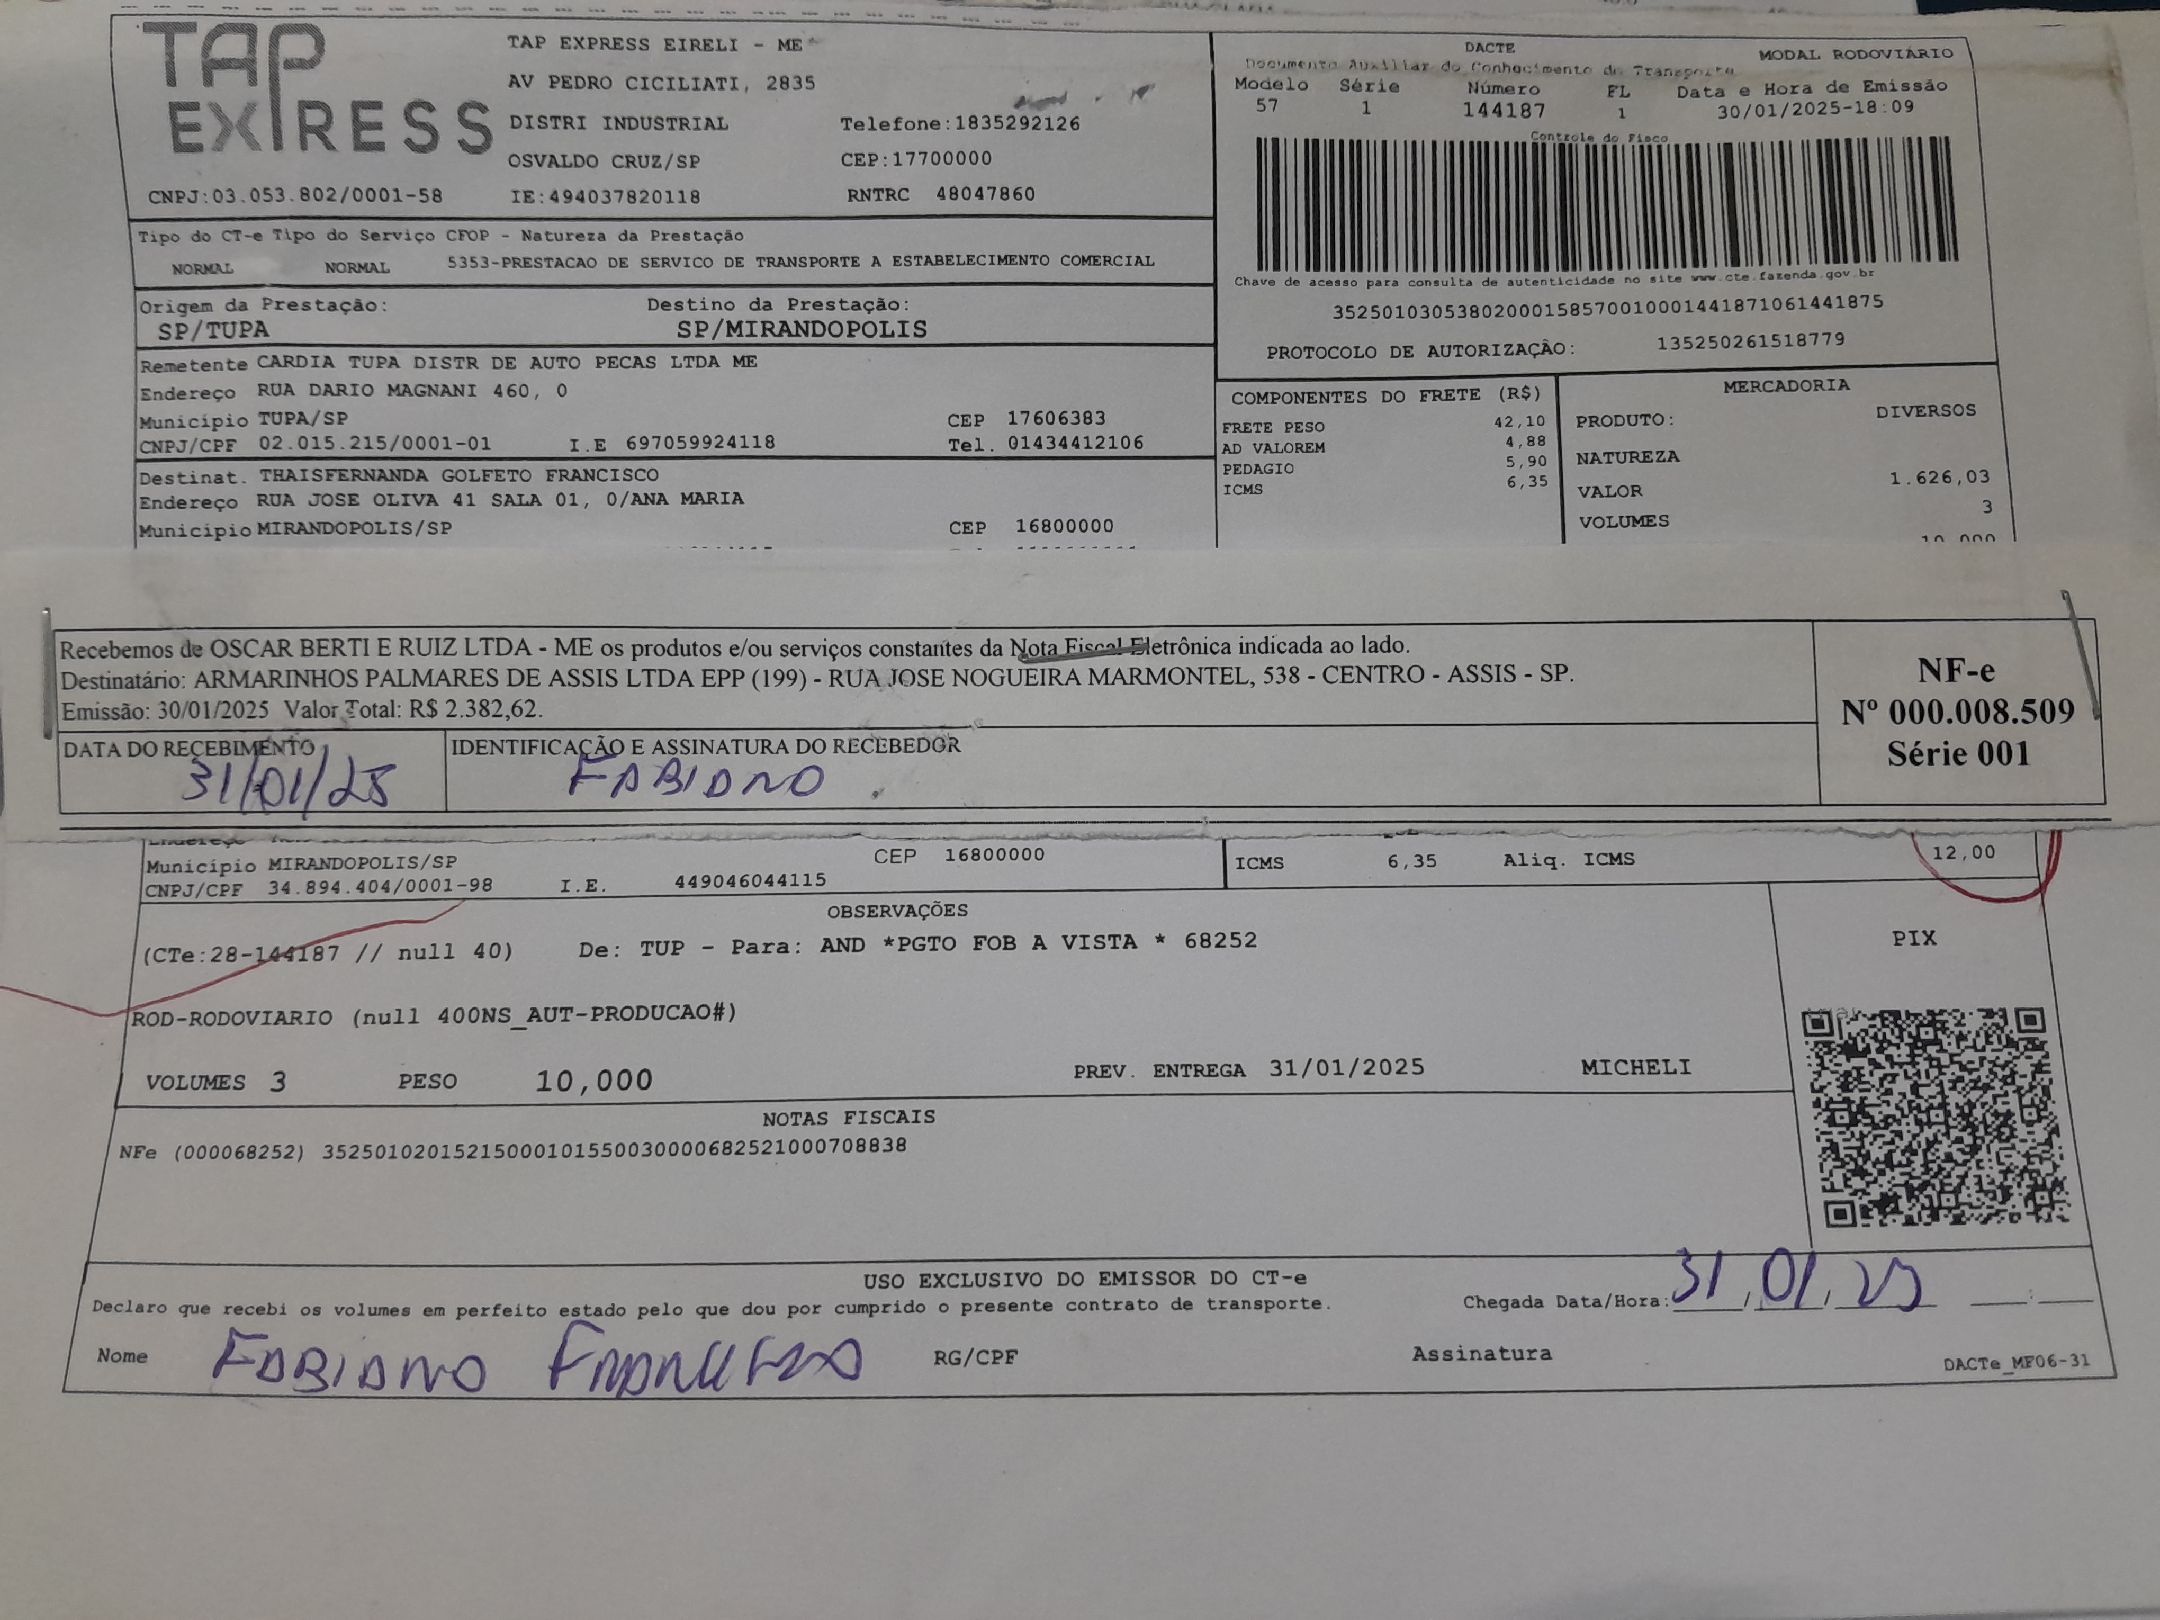 TAP EXPRESS
TAP EXPRESS EIRELI - ME
AV PEDRO CICILIATI, 2835
DISTRI INDUSTRIAL Telefone:1835292126
OSVALDO CRUZ/SP CEP:17700000
CNPJ:03.053.802/0001-58 IE:494037820118 RNTRC 48047860
DACTE MODAL RODOVIÁRIO
Documento Auxiliar do Conhecimento de Transporte
Modelo Série Número FL Data e Hora de Emissão
57 1 144187 1 30/01/2025-18:09
Controle do Fisco
Chave de acesso para consulta de autenticidade no site www.cte.fazenda.gov.br
35250103053802000158570010001441871061441875
PROTOCOLO DE AUTORIZAÇÃO: 135250261518779
Tipo do CT-e Tipo do Serviço CFOP - Natureza da Prestação
NORMAL NORMAL 5353-PRESTACAO DE SERVICO DE TRANSPORTE A ESTABELECIMENTO COMERCIAL
Origem da Prestação: Destino da Prestação:
SP/TUPA SP/MIRANDOPOLIS
Remetente CARDIA TUPA DISTR DE AUTO PECAS LTDA ME
Endereço RUA DARIO MAGNANI 460, 0
Município TUPA/SP CEP 17606383
CNPJ/CPF 02.015.215/0001-01 I.E 697059924118 Tel. 01434412106
Destinat. THAISFERNANDA GOLFETO FRANCISCO
Endereço RUA JOSE OLIVA 41 SALA 01, 0/ANA MARIA
Município MIRANDOPOLIS/SP CEP 16800000
COMPONENTES DO FRETE (R$)
FRETE PESO 42,10
AD VALOREM 4,88
PEDAGIO 5,90
ICMS 6,35
MERCADORIA
PRODUTO: DIVERSOS
NATUREZA
VALOR 1.626,03
VOLUMES 3
10,000
Recebemos de OSCAR BERTI E RUIZ LTDA - ME os produtos e/ou serviços constantes da Nota Fiscal Eletrônica indicada ao lado.
Destinatário: ARMARINHOS PALMARES DE ASSIS LTDA EPP (199) - RUA JOSE NOGUEIRA MARMONTEL, 538 - CENTRO - ASSIS - SP.
Emissão: 30/01/2025 Valor Total: R$ 2.382,62.
NF-e
Nº 000.008.509
Série 001
DATA DO RECEBIMENTO IDENTIFICAÇÃO E ASSINATURA DO RECEBEDOR
31/01/25 FABIANO
Endereço
Município MIRANDOPOLIS/SP CEP 16800000
CNPJ/CPF 34.894.404/0001-98 I.E. 449046044115
ICMS 6,35 Aliq. ICMS 12,00
OBSERVAÇÕES
(CTe:28-144187 // null 40) De: TUP - Para: AND *PGTO FOB A VISTA * 68252
PIX
ROD-RODOVIARIO (null 400NS_AUT-PRODUCAO#)
VOLUMES 3 PESO 10,000 PREV. ENTREGA 31/01/2025 MICHELI
NOTAS FISCAIS
NFe (000068252) 35250102015215000101550030000682521000708838
USO EXCLUSIVO DO EMISSOR DO CT-e
Declaro que recebi os volumes em perfeito estado pelo que dou por cumprido o presente contrato de transporte. Chegada Data/Hora: 31/01/25 __:__
Nome FABIANO RG/CPF Assinatura
DACTe_MF06-31